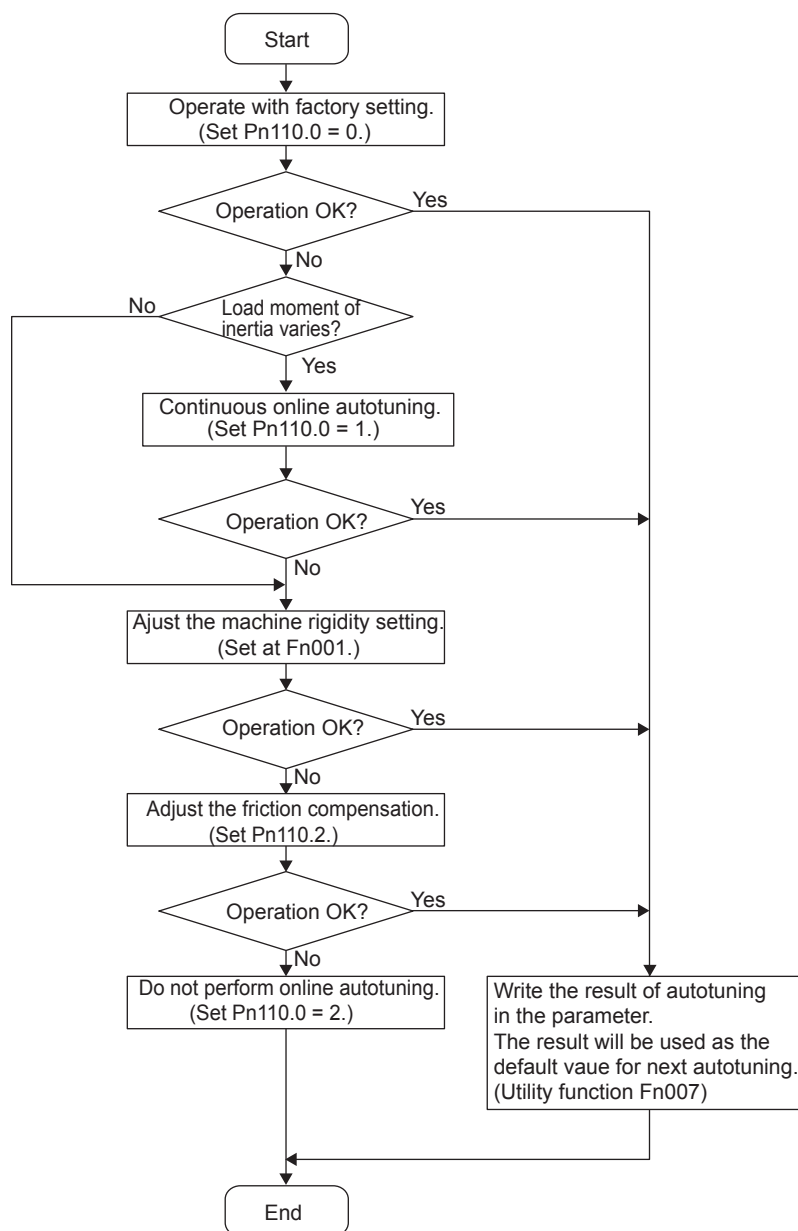 Start
Operate with factory setting.
(Set Pn110.0 = 0.)
Operation OK?
Yes
No
Load moment of
inertia varies?
No
Yes
Continuous online autotuning.
(Set Pn110.0 = 1.)
Operation OK?
Yes
No
Ajust the machine rigidity setting.
(Set at Fn001.)
Operation OK?
Yes
No
Adjust the friction compensation.
(Set Pn110.2.)
Operation OK?
Yes
No
Do not perform online autotuning.
(Set Pn110.0 = 2.)
Write the result of autotuning
in the parameter.
The result will be used as the
default vaue for next autotuning.
(Utility function Fn007)
End